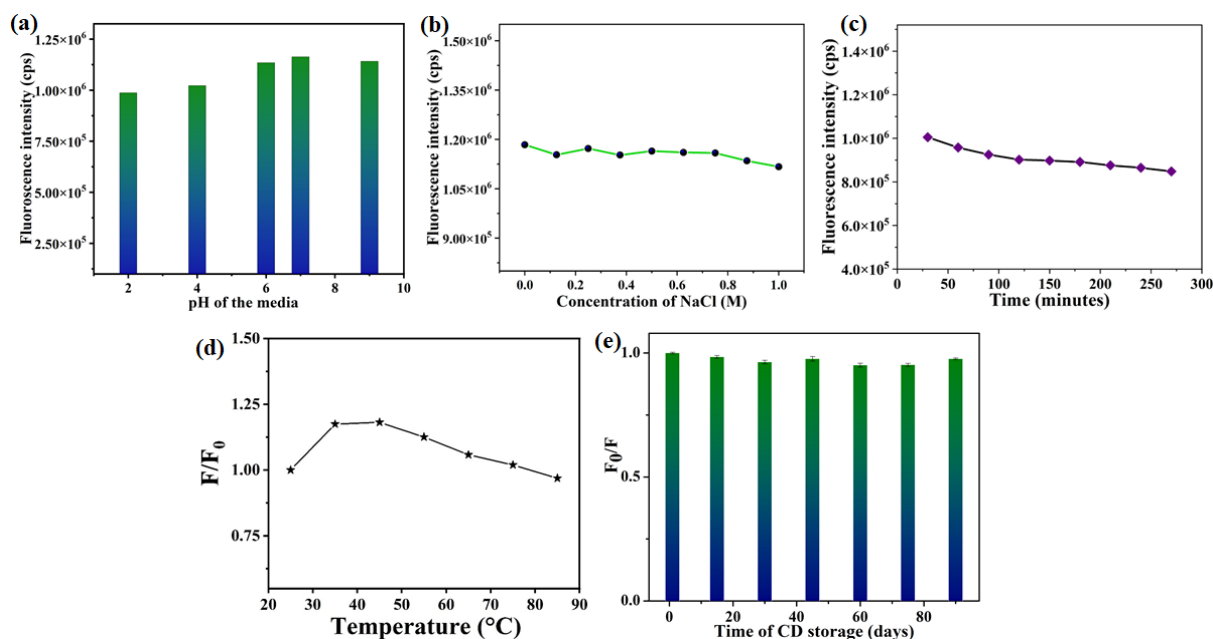 (a)
1.25×10⁶
1.00×10⁶
7.50×10⁵
5.00×10⁵
2.50×10⁵
Fluoroscence intensity (cps)
2 4 6 8 10
pH of the media
(b)
1.50×10⁶
1.35×10⁶
1.20×10⁶
1.05×10⁶
9.00×10⁵
Fluorescence intensity (cps)
0.0 0.2 0.4 0.6 0.8 1.0
Concentration of NaCl (M)
(c)
1.4×10⁶
1.2×10⁶
1.0×10⁶
8.0×10⁵
6.0×10⁵
4.0×10⁵
Fluorescence intensity (cps)
0 50 100 150 200 250 300
Time (minutes)
(d)
1.50
1.25
1.00
0.75
F/F₀
20 30 40 50 60 70 80 90
Temperature (°C)
(e)
1.0
0.5
0.0
F₀/F
0 20 40 60 80
Time of CD storage (days)